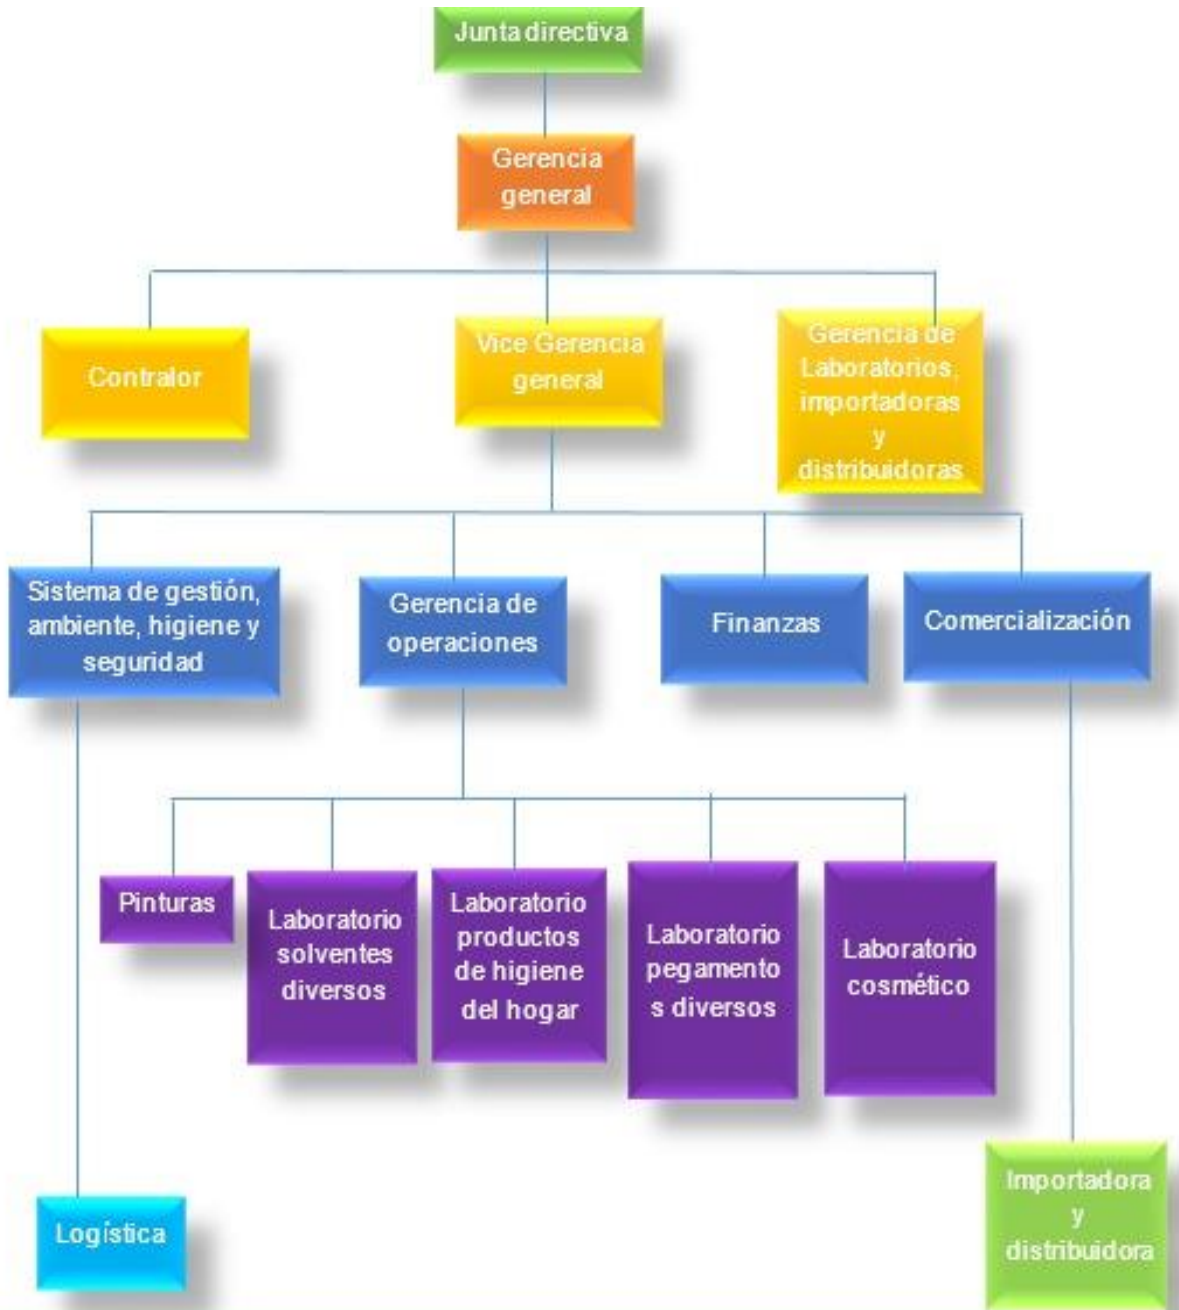 Junta directiva
Gerencia
general
Contralor
Vice Gerencia
general
Gerencia de
Laboratorios,
importadoras
y
distribuidoras
Sistema de gestión,
ambiente, higiene y
seguridad
Gerencia de
operaciones
Finanzas
Comercialización
Pinturas
Laboratorio
solventes
diversos
Laboratorio
productos
de higiene
del hogar
Laboratorio
pegamento
s diversos
Laboratorio
cosmético
Logística
Importadora
y
distribuidora